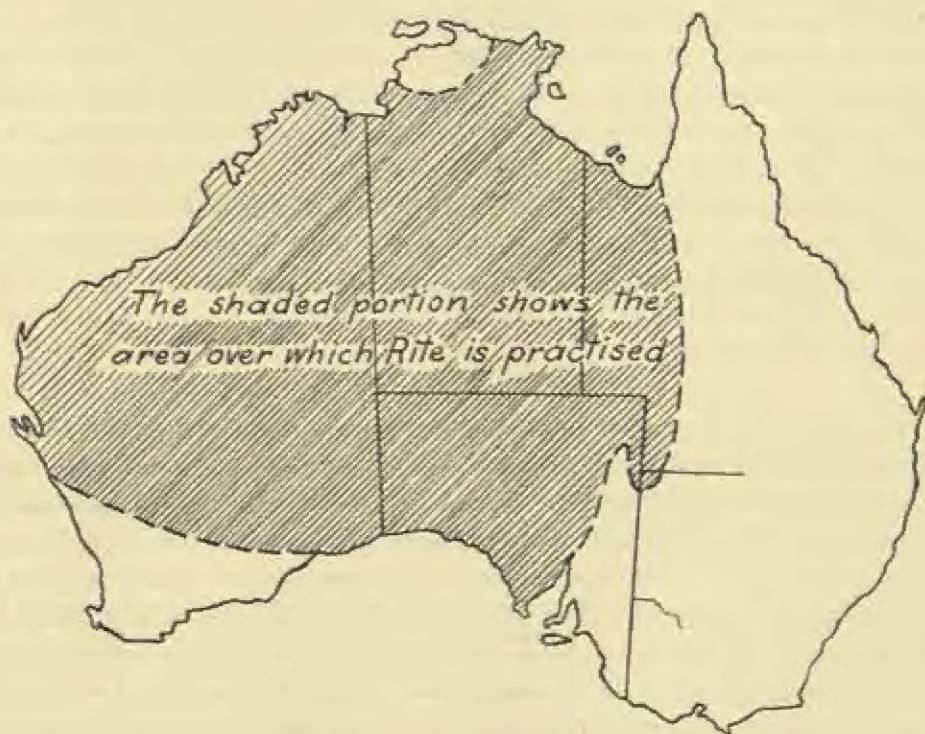 The shaded portion shows the
area over which Rite is practised